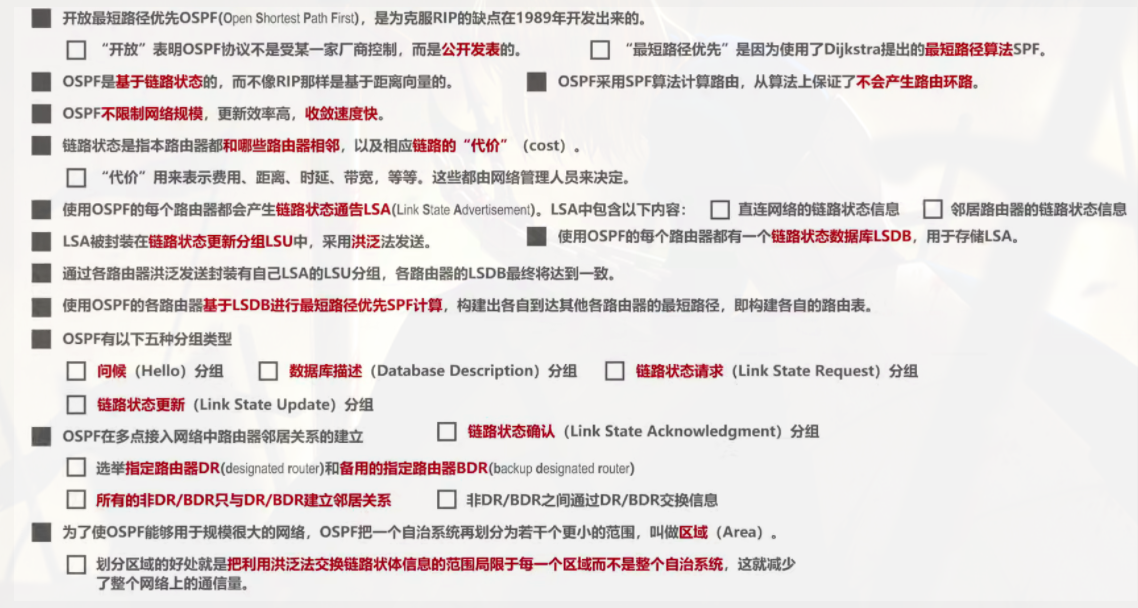 开放最短路径优先OSPF(Open Shortest Path First)，是为克服RIP的缺点在1989年开发出来的。
“开放”表明OSPF协议不是受某一家厂商控制，而是公开发表的。
“最短路径优先”是因为使用了Dijkstra提出的最短路径算法SPF。
OSPF是基于链路状态的，而不像RIP那样是基于距离向量的。
OSPF采用SPF算法计算路由，从算法上保证了不会产生路由环路。
OSPF不限制网络规模，更新效率高，收敛速度快。
链路状态是指本路由器都和哪些路由器相邻，以及相应链路的“代价”（cost）。
“代价”用来表示费用、距离、时延、带宽，等等。这些都由网络管理人员来决定。
使用OSPF的每个路由器都会产生链路状态通告LSA(Link State Advertisement)。LSA中包含以下内容：
直连网络的链路状态信息
邻居路由器的链路状态信息
LSA被封装在链路状态更新分组LSU中，采用洪泛法发送。
使用OSPF的每个路由器都有一个链路状态数据库LSDB，用于存储LSA。
通过各路由器洪泛发送封装有自己LSA的LSU分组，各路由器的LSDB最终将达到一致。
使用OSPF的各路由器基于LSDB进行最短路径优先SPF计算，构建出各自到达其他各路由器的最短路径，即构建各自的路由表。
OSPF有以下五种分组类型
问候（Hello）分组
数据库描述（Database Description）分组
链路状态请求（Link State Request）分组
链路状态更新（Link State Update）分组
链路状态确认（Link State Acknowledgment）分组
OSPF在多点接入网络中路由器邻居关系的建立
选举指定路由器DR(designated router)和备用的指定路由器BDR(backup designated router)
所有的非DR/BDR只与DR/BDR建立邻居关系
非DR/BDR之间通过DR/BDR交换信息
为了使OSPF能够用于规模很大的网络，OSPF把一个自治系统再划分为若干个更小的范围，叫做区域（Area）。
划分区域的好处就是把利用洪泛法交换链路状体信息的范围局限于每一个区域而不是整个自治系统，这就减少
了整个网络上的通信量。